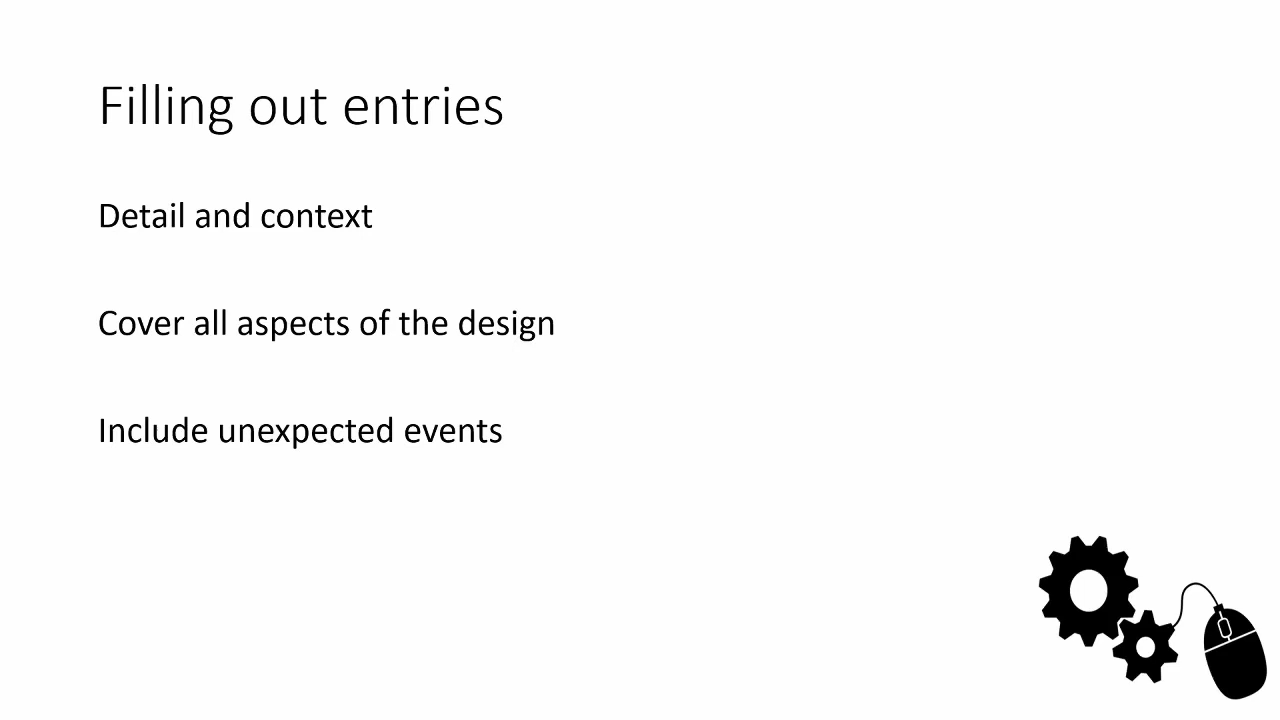 Filling out entries
Detail and context
Cover all aspects of the design
Include unexpected events